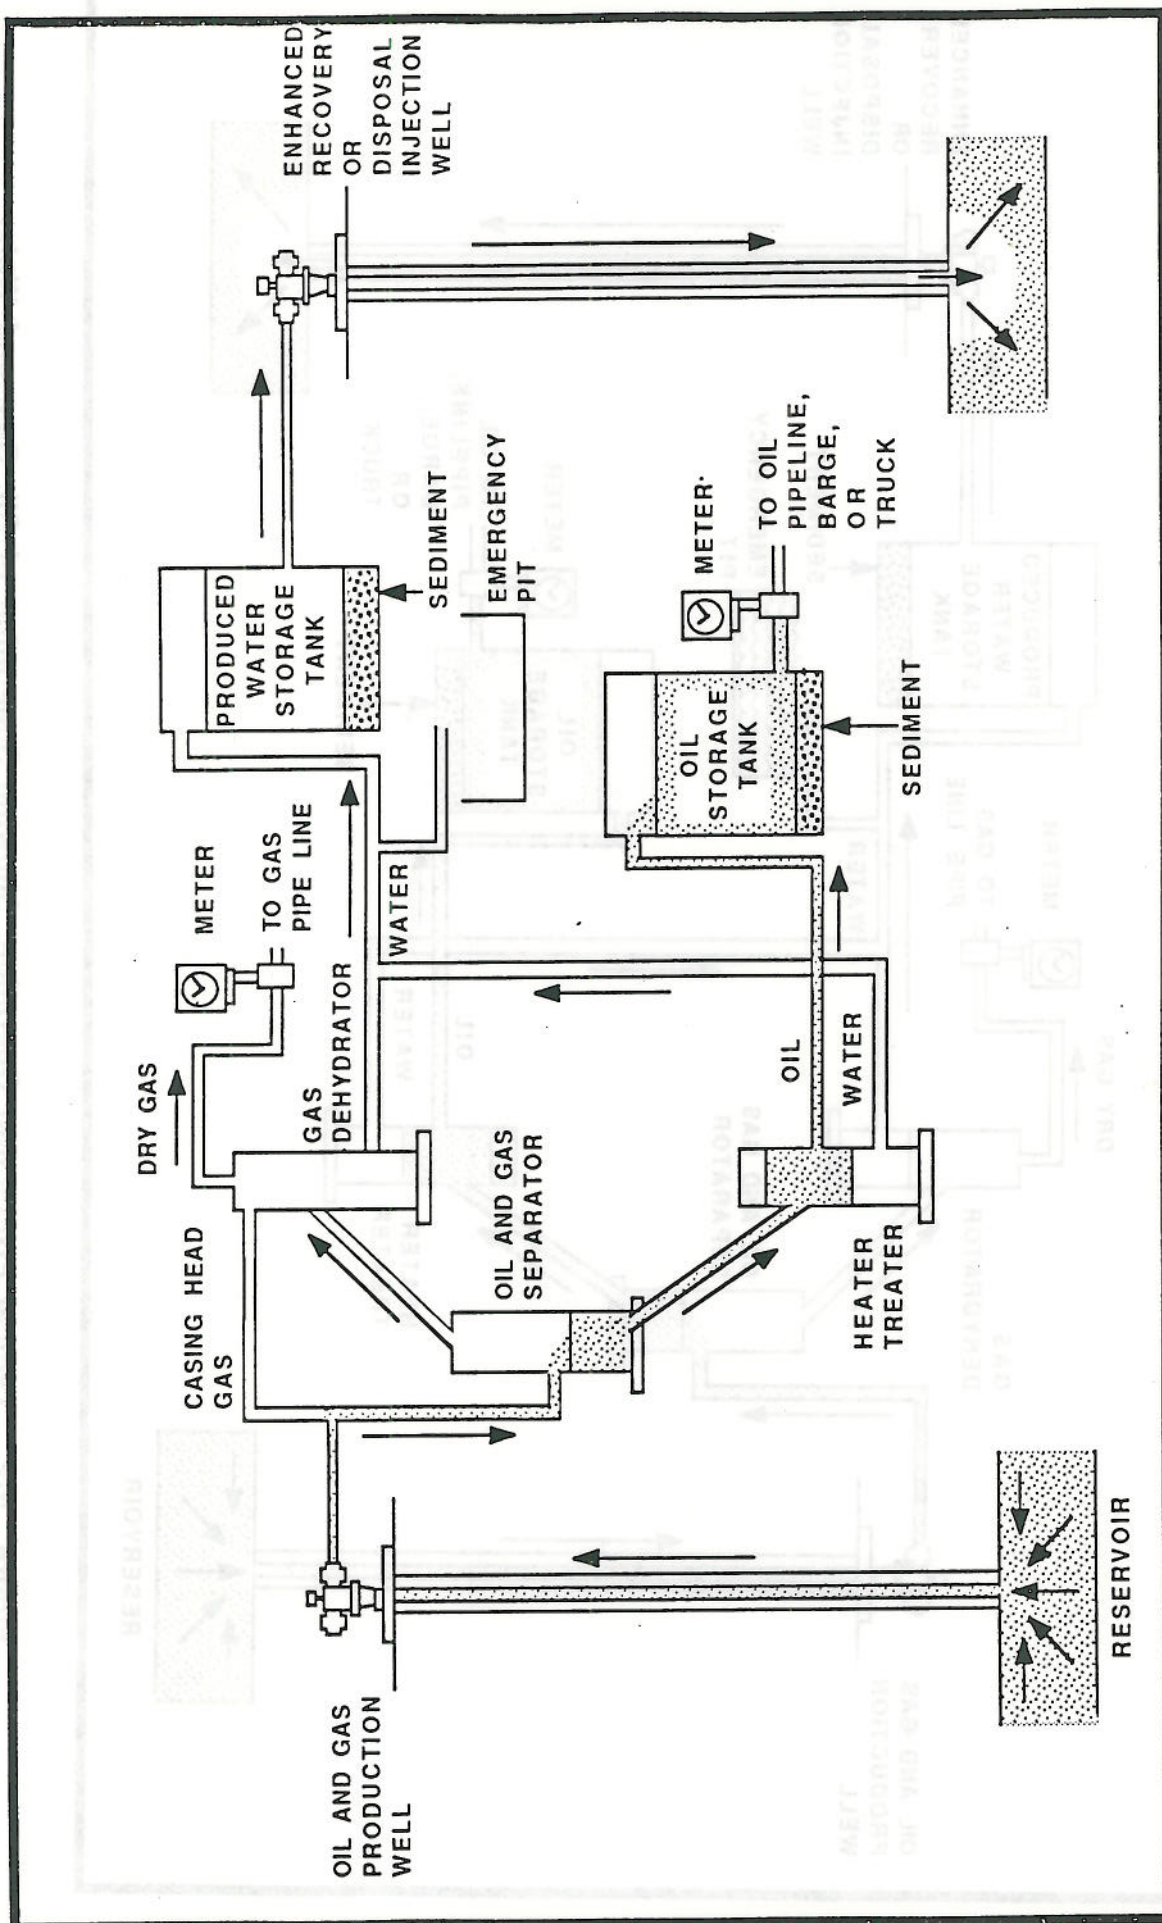 OIL AND GAS
PRODUCTION
WELL
RESERVOIR
CASING HEAD
GAS
DRY GAS
METER
TO GAS
PIPE LINE
GAS
DEHYDRATOR
OIL AND GAS
SEPARATOR
HEATER
TREATER
WATER
OIL
WATER
PRODUCED
WATER
STORAGE
TANK
SEDIMENT
EMERGENCY
PIT
OIL
STORAGE
TANK
SEDIMENT
METER
TO OIL
PIPELINE,
BARGE,
OR
TRUCK
ENHANCED
RECOVERY
OR
DISPOSAL
INJECTION
WELL